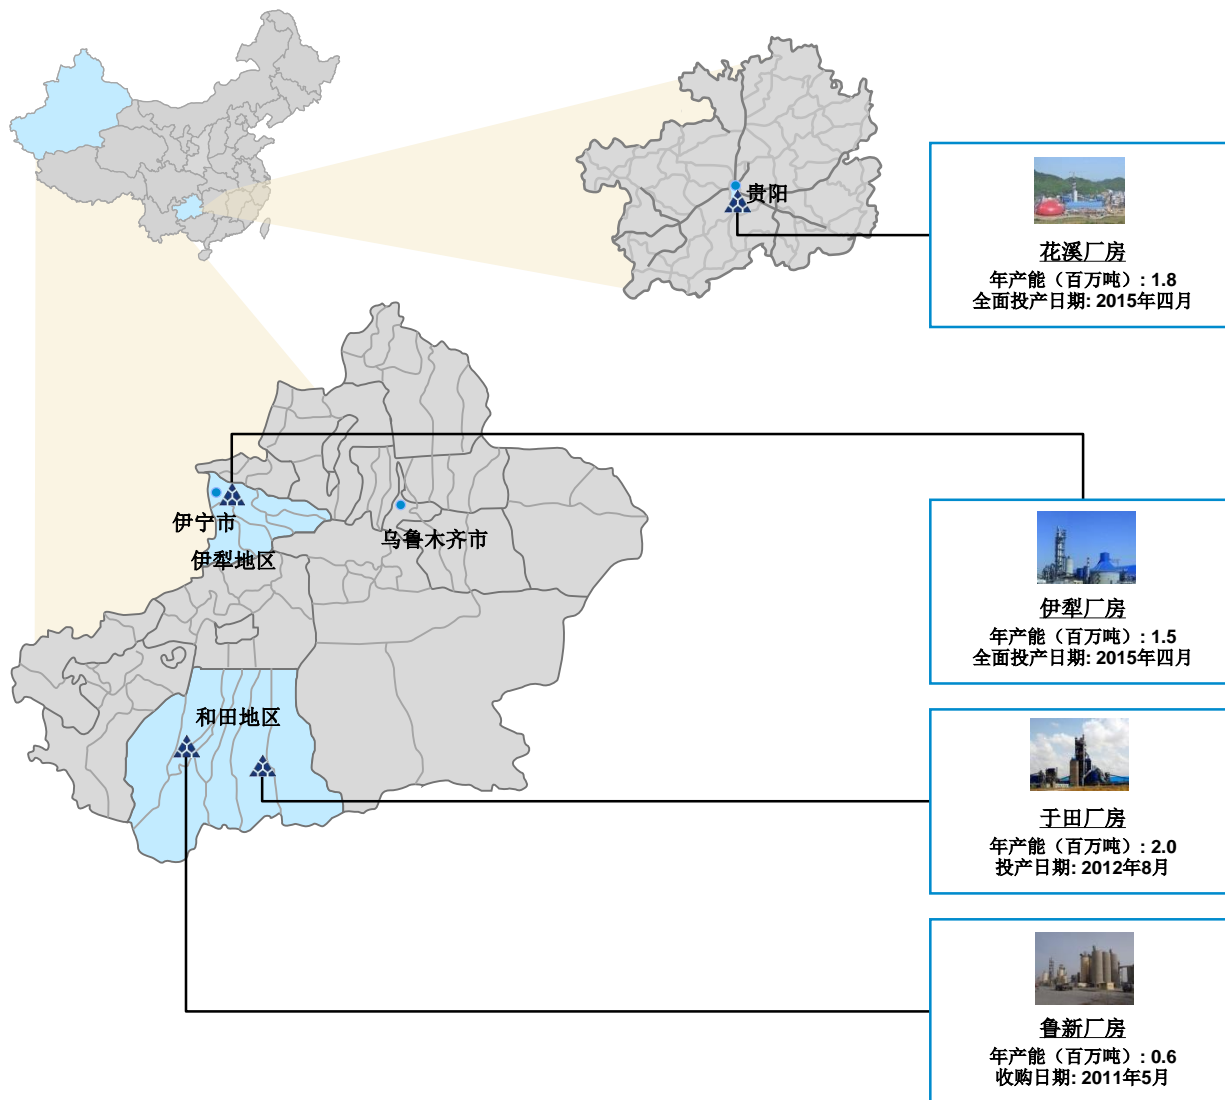 贵阳
花溪厂房
年产能（百万吨）: 1.8
全面投产日期: 2015年四月
伊宁市
伊犁地区
乌鲁木齐市
伊犁厂房
年产能（百万吨）: 1.5
全面投产日期: 2015年四月
和田地区
于田厂房
年产能（百万吨）: 2.0
投产日期: 2012年8月
鲁新厂房
年产能（百万吨）: 0.6
收购日期: 2011年5月